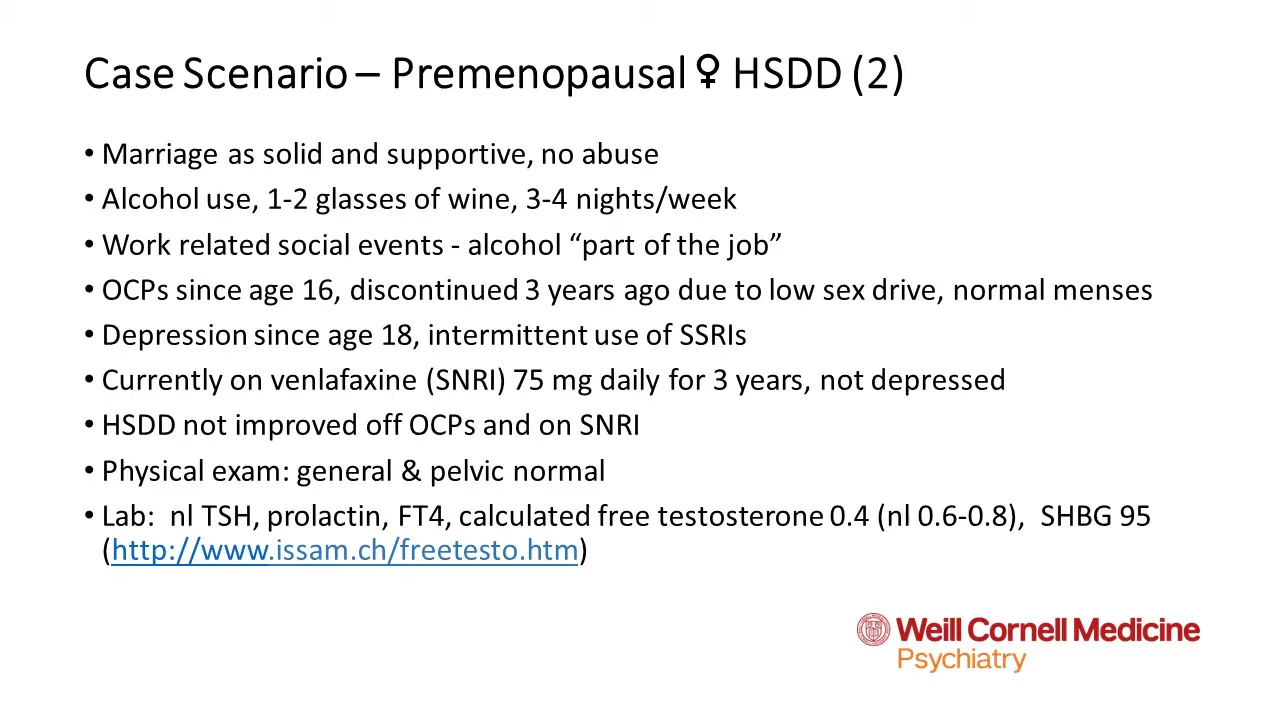 Case Scenario – Premenopausal ♀ HSDD (2)
• Marriage as solid and supportive, no abuse
• Alcohol use, 1-2 glasses of wine, 3-4 nights/week
• Work related social events - alcohol “part of the job”
• OCPs since age 16, discontinued 3 years ago due to low sex drive, normal menses
• Depression since age 18, intermittent use of SSRIs
• Currently on venlafaxine (SNRI) 75 mg daily for 3 years, not depressed
• HSDD not improved off OCPs and on SNRI
• Physical exam: general & pelvic normal
• Lab:  nl TSH, prolactin, FT4, calculated free testosterone 0.4 (nl 0.6-0.8),  SHBG 95
(http://www.issam.ch/freetesto.htm)
Weill Cornell Medicine
Psychiatry